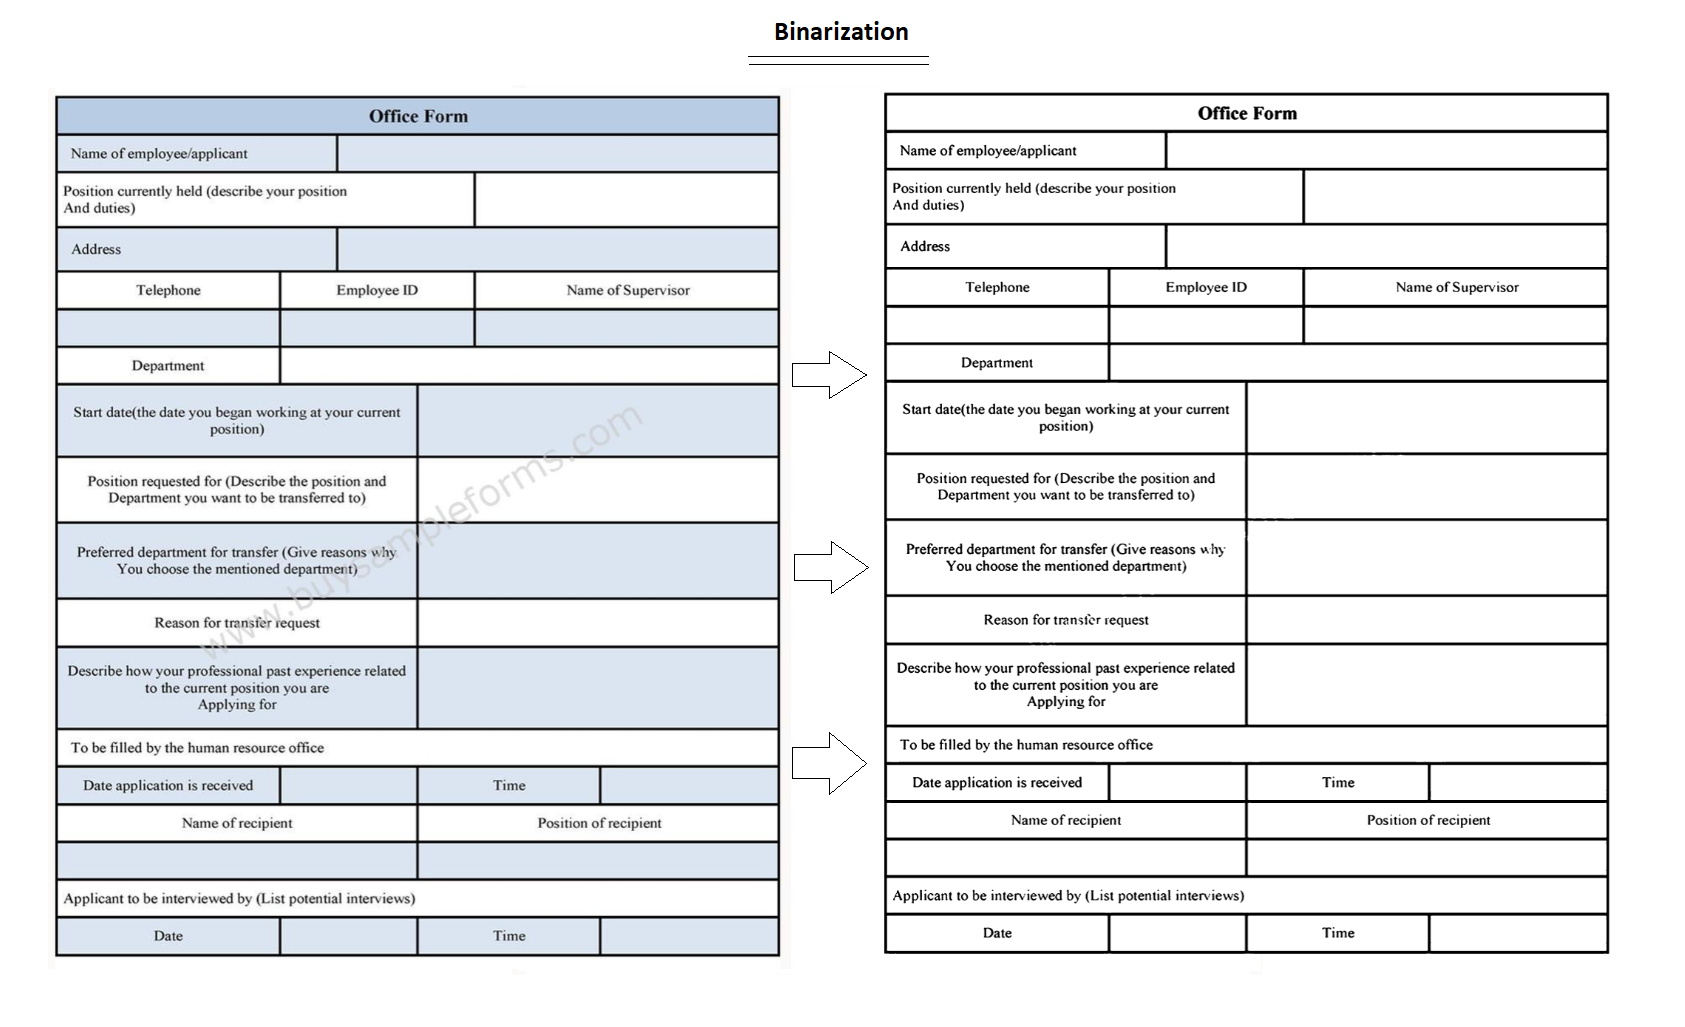 Binarization
Office Form
Name of employee/applicant
Position currently held (describe your position
And duties)
Address
Telephone Employee ID Name of Supervisor
Department
Start date(the date you began working at your current
position)
Position requested for (Describe the position and
Department you want to be transferred to)
Preferred department for transfer (Give reasons why
You choose the mentioned department)
Reason for transfer request
Describe how your professional past experience related
to the current position you are
Applying for
To be filled by the human resource office
Date application is received Time
Name of recipient Position of recipient
Applicant to be interviewed by (List potential interviews)
Date Time
www.buysampleforms.com
Office Form
Name of employee/applicant
Position currently held (describe your position
And duties)
Address
Telephone Employee ID Name of Supervisor
Department
Start date(the date you began working at your current
position)
Position requested for (Describe the position and
Department you want to be transferred to)
Preferred department for transfer (Give reasons why
You choose the mentioned department)
Reason for transfer request
Describe how your professional past experience related
to the current position you are
Applying for
To be filled by the human resource office
Date application is received Time
Name of recipient Position of recipient
Applicant to be interviewed by (List potential interviews)
Date Time